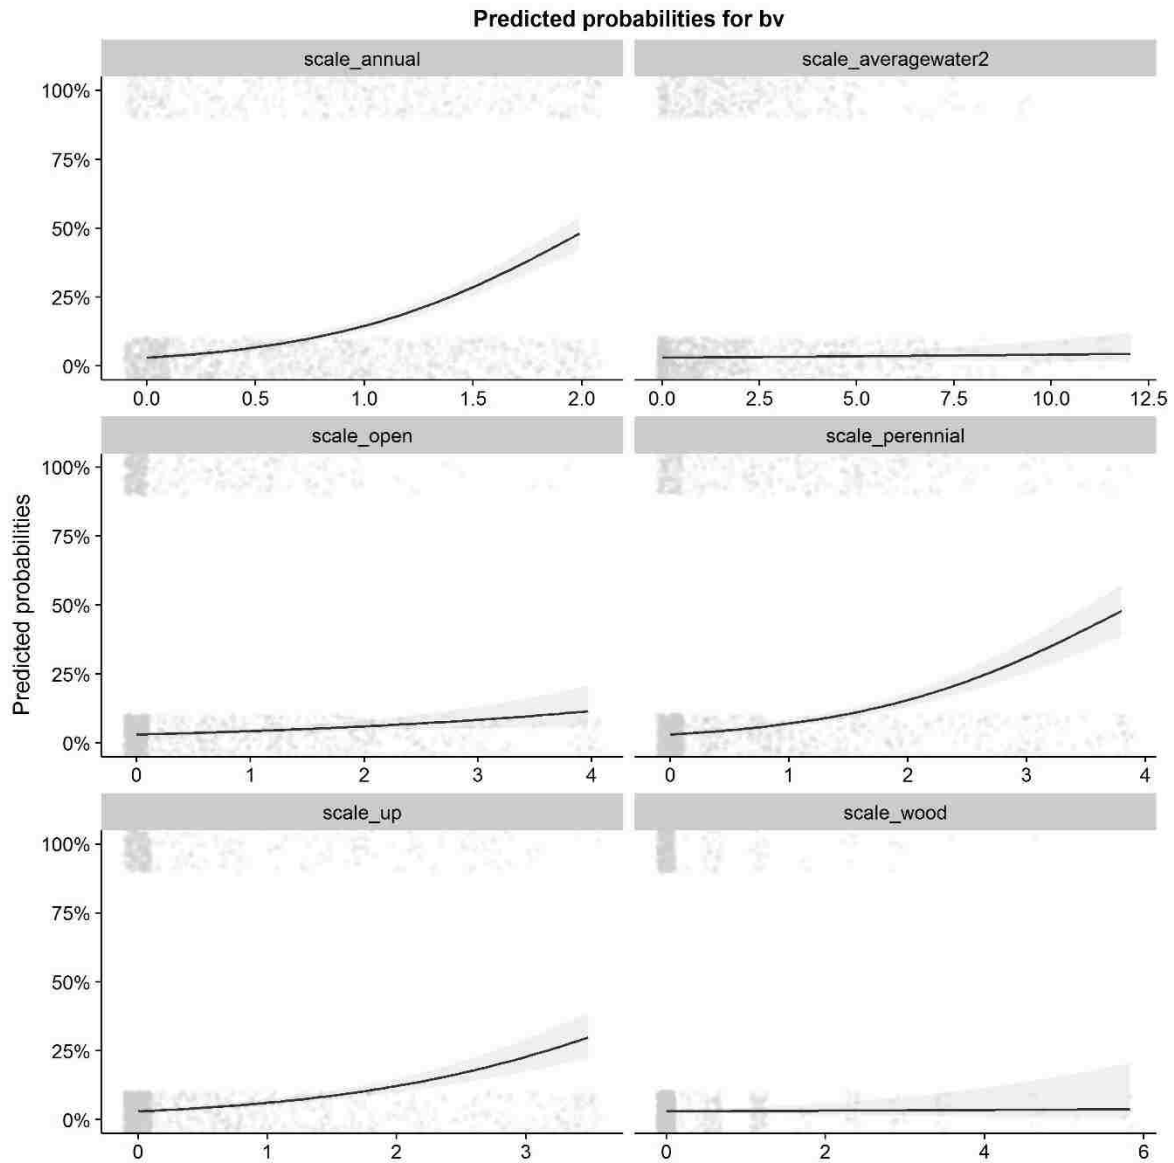 Predicted probabilities for bv
scale_annual
scale_averagewater2
100%
75%
50%
25%
0%
0.0 0.5 1.0 1.5 2.0
0.0 2.5 5.0 7.5 10.0 12.5
scale_open
scale_perennial
100%
75%
50%
25%
0%
0 1 2 3 4
0 1 2 3 4
Predicted probabilities
scale_up
scale_wood
100%
75%
50%
25%
0%
0 1 2 3
0 2 4 6